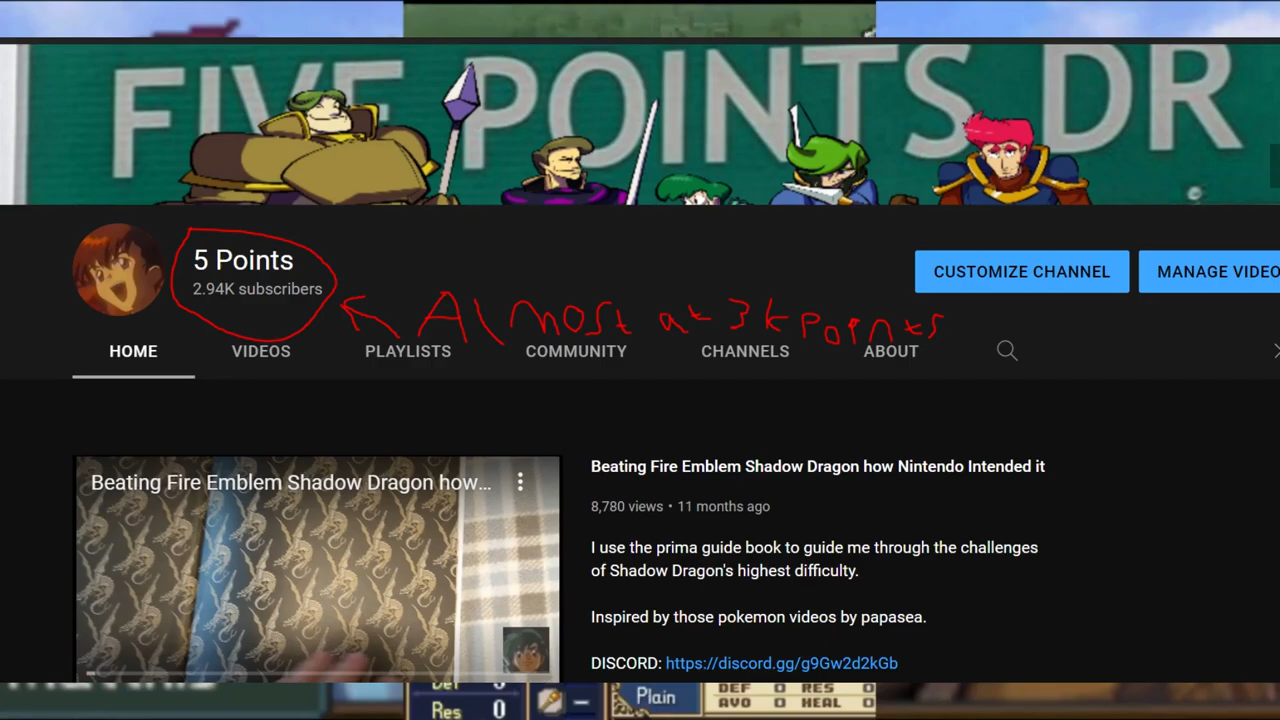 FIVE POINTS DR
5 Points
2.94K subscribers
CUSTOMIZE CHANNEL
MANAGE VIDEO
Almost at 3k points
HOME
VIDEOS
PLAYLISTS
COMMUNITY
CHANNELS
ABOUT
Beating Fire Emblem Shadow Dragon how...
Beating Fire Emblem Shadow Dragon how Nintendo Intended it
8,780 views • 11 months ago
I use the prima guide book to guide me through the challenges
of Shadow Dragon's highest difficulty.
Inspired by those pokemon videos by papasea.
DISCORD: https://discord.gg/g9Gw2d2kGb
Res 0
Plain
DEF 0 RES 0
AVO 0 HEAL 0